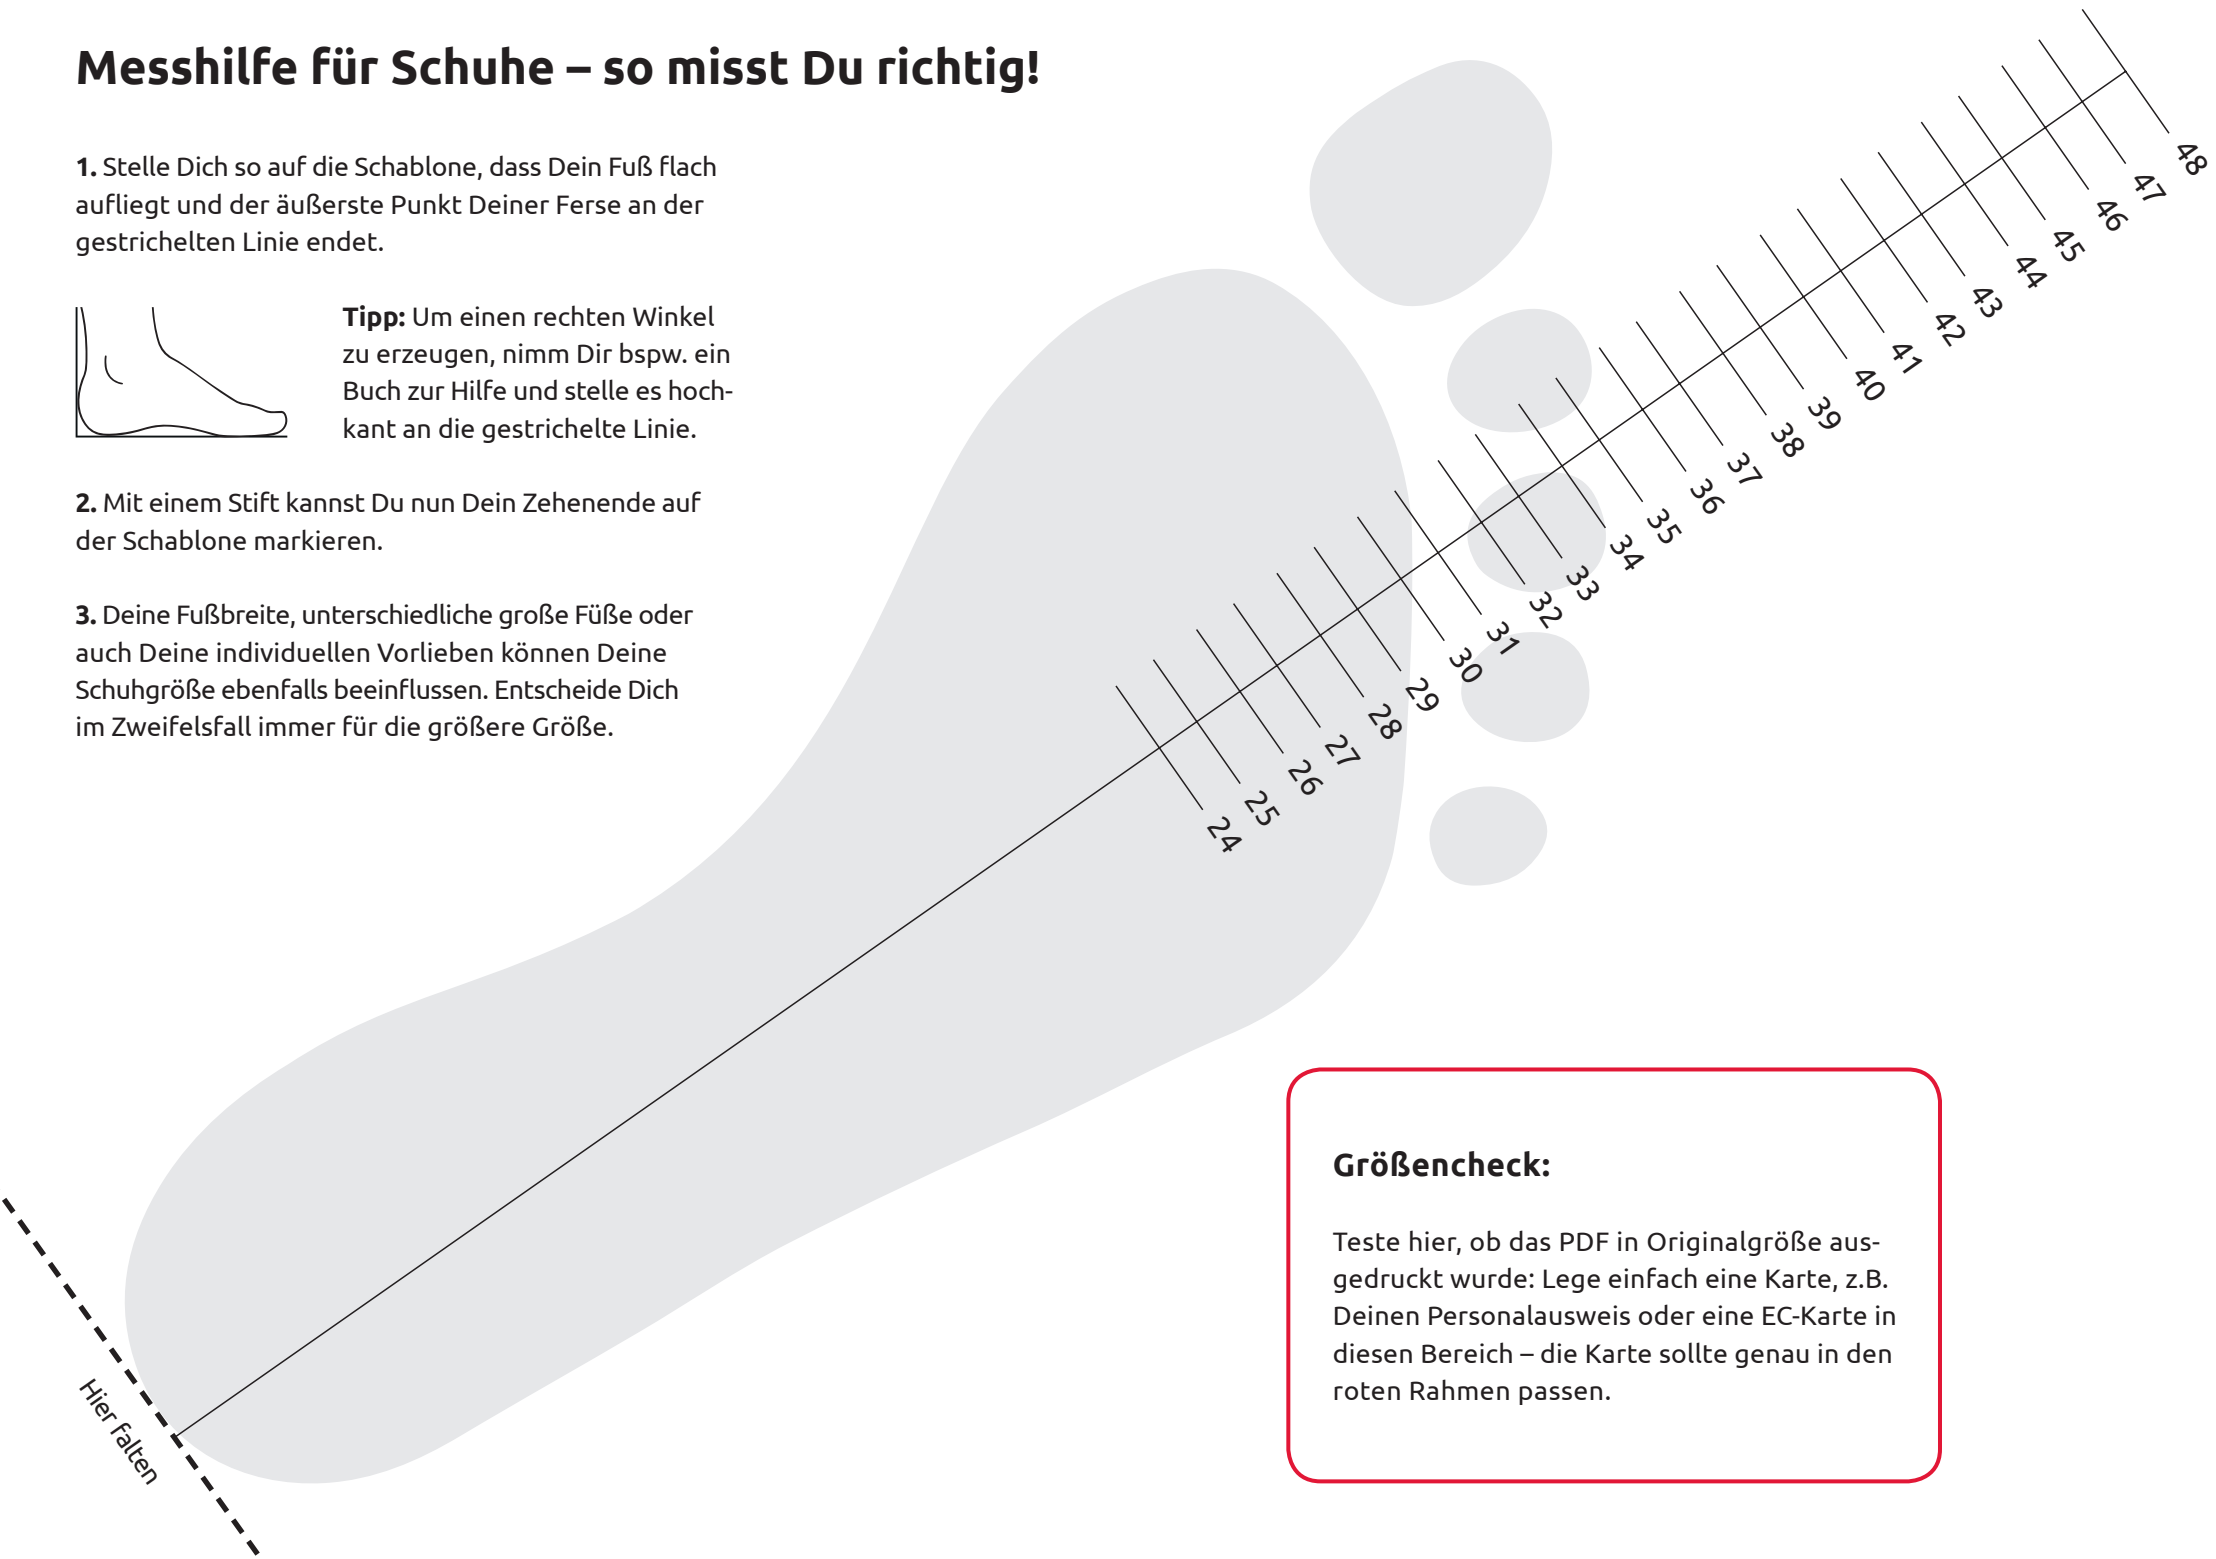 Messhilfe für Schuhe – so misst Du richtig!
1. Stelle Dich so auf die Schablone, dass Dein Fuß flach
aufliegt und der äußerste Punkt Deiner Ferse an der
gestrichelten Linie endet.
Tipp: Um einen rechten Winkel
zu erzeugen, nimm Dir bspw. ein
Buch zur Hilfe und stelle es hoch-
kant an die gestrichelte Linie.
2. Mit einem Stift kannst Du nun Dein Zehenende auf
der Schablone markieren.
3. Deine Fußbreite, unterschiedliche große Füße oder
auch Deine individuellen Vorlieben können Deine
Schuhgröße ebenfalls beeinflussen. Entscheide Dich
im Zweifelsfall immer für die größere Größe.
24
25
26
27
28
29
30
31
32
33
34
35
36
37
38
39
40
41
42
43
44
45
46
47
48
Hier falten
Größencheck:
Teste hier, ob das PDF in Originalgröße aus-
gedruckt wurde: Lege einfach eine Karte, z.B.
Deinen Personalausweis oder eine EC-Karte in
diesen Bereich – die Karte sollte genau in den
roten Rahmen passen.